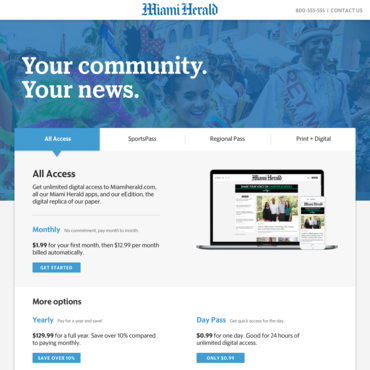 Miami Herald
800-555-555 | CONTACT US
Your community.
Your news.
All Access
SportsPass
Regional Pass
Print + Digital
All Access
Get unlimited digital access to Miamiherald.com,
all our Miami Herald apps, and our eEdition, the
digital replica of our paper.
Miami Herald
Monthly No commitment, pay month to month.
$1.99 for your first month, then $12.99 per month
billed automatically.
GET STARTED
More options
Yearly Pay for a year and save!
$129.99 for a full year. Save over 10% compared
to paying monthly.
SAVE OVER 10%
Day Pass Get quick access for the day.
$0.99 for one day. Good for 24 hours of
unlimited digital access.
ONLY $0.99